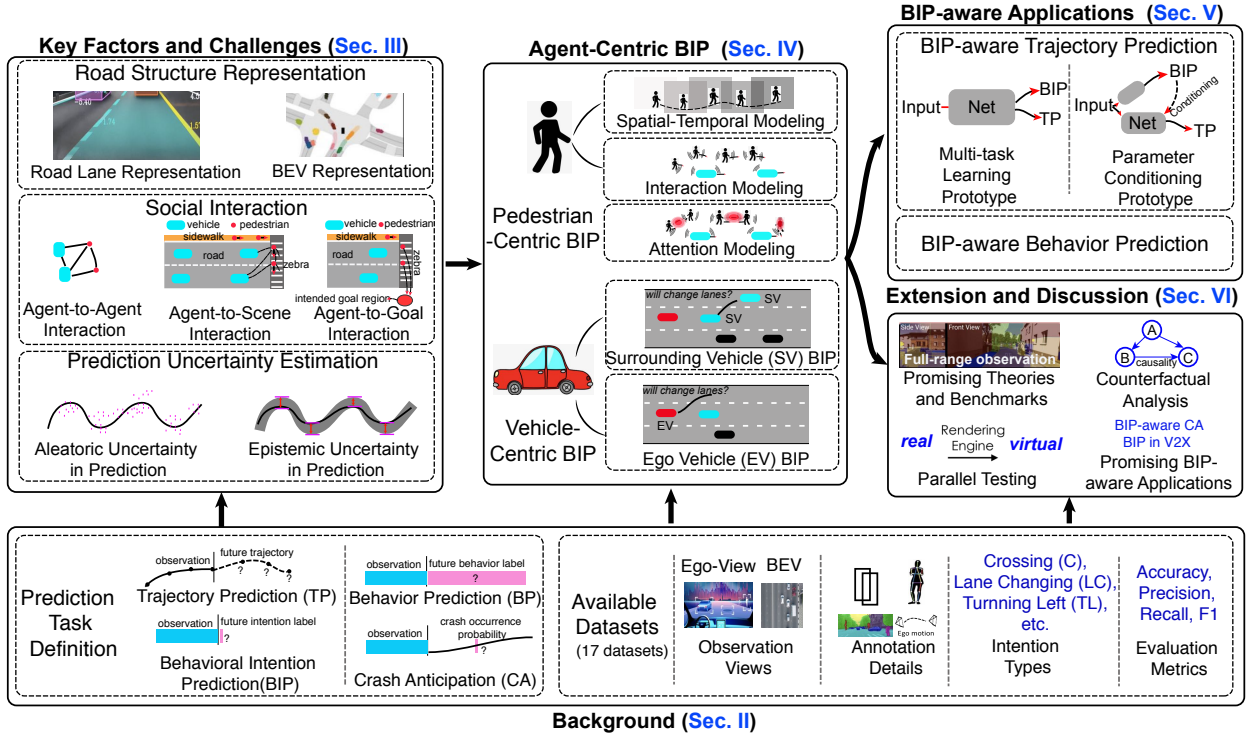 Key Factors and Challenges (Sec. III)
Road Structure Representation
-8.40
-1.74
Road Lane Representation
BEV Representation
Social Interaction
vehicle
pedestrian
vehicle
pedestrian
sidewalk
road
zebra
sidewalk
road
zebra
intended goal region
Agent-to-Agent
Interaction
Agent-to-Scene
Interaction
Agent-to-Goal
Interaction
Prediction Uncertainty Estimation
Aleatoric Uncertainty
in Prediction
Epistemic Uncertainty
in Prediction
Agent-Centric BIP (Sec. IV)
Pedestrian
-Centric BIP
Spatial-Temporal Modeling
Interaction Modeling
Attention Modeling
Vehicle-
Centric BIP
will change lanes?
SV
SV
Surrounding Vehicle (SV) BIP
will change lanes?
EV
Ego Vehicle (EV) BIP
BIP-aware Applications (Sec. V)
BIP-aware Trajectory Prediction
Input
Net
BIP
TP
Multi-task
Learning
Prototype
Input
BIP
Conditioning
Net
TP
Parameter
Conditioning
Prototype
BIP-aware Behavior Prediction
Extension and Discussion (Sec. VI)
Side View
Front View
Full-range observation
Promising Theories
and Benchmarks
A
B
C
causality
Counterfactual
Analysis
real
Rendering
Engine
virtual
Parallel Testing
BIP-aware CA
BIP in V2X
Promising BIP-
aware Applications
Prediction
Task
Definition
observation
future trajectory
? ? ?
Trajectory Prediction (TP)
observation
future intention label
?
Behavioral Intention
Prediction(BIP)
observation
future behavior label
?
Behavior Prediction (BP)
observation
crash occurrence
probability
?
Crash Anticipation (CA)
Available
Datasets
(17 datasets)
Ego-View
BEV
Observation
Views
Ego motion
Annotation
Details
Crossing (C),
Lane Changing (LC),
Turnning Left (TL),
etc.
Intention
Types
Accuracy,
Precision,
Recall, F1
Evaluation
Metrics
Background (Sec. II)